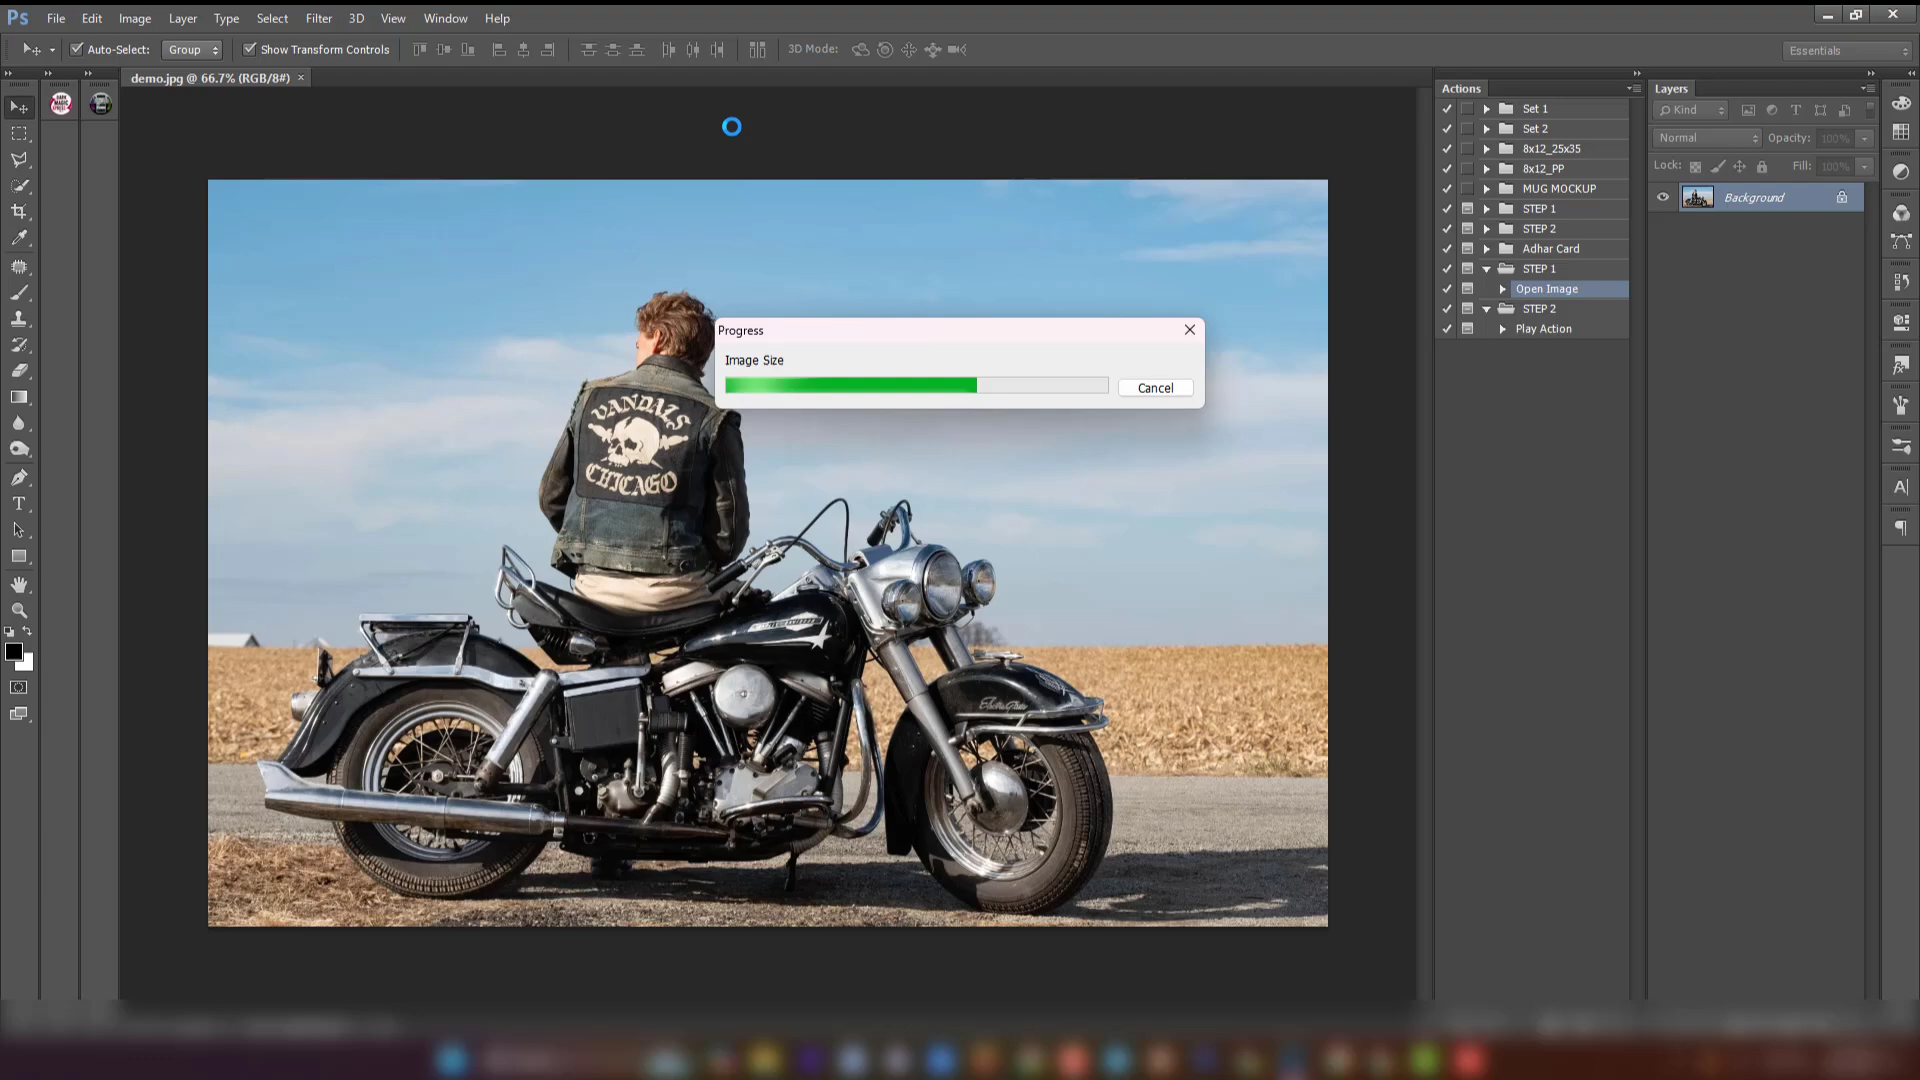 Ps File Edit Image Layer Type Select Filter 3D View Window Help
Auto-Select: Group Show Transform Controls 3D Mode: Essentials
demo.jpg @ 66.7% (RGB/8#) ×
Actions
Set 1
Set 2
8x12_25x35
8x12_PP
MUG MOCKUP
STEP 1
STEP 2
Adhar Card
STEP 1
Open Image
STEP 2
Play Action
Layers
Kind
Normal Opacity: 100%
Lock: Fill: 100%
Background
DARK MAGIC
Progress
Image Size
Cancel
VANDALS
CHICAGO